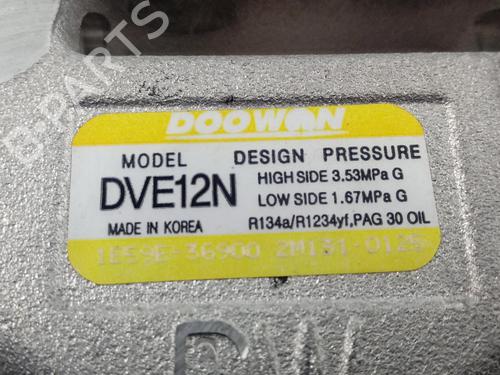 B-PARTS
DOOWON
MODEL DESIGN PRESSURE
DVE12N HIGH SIDE 3.53MPa G
LOW SIDE 1.67MPa G
MADE IN KOREA R134a/R1234yf,PAG 30 OIL
1E59E-36900 2M131-0125